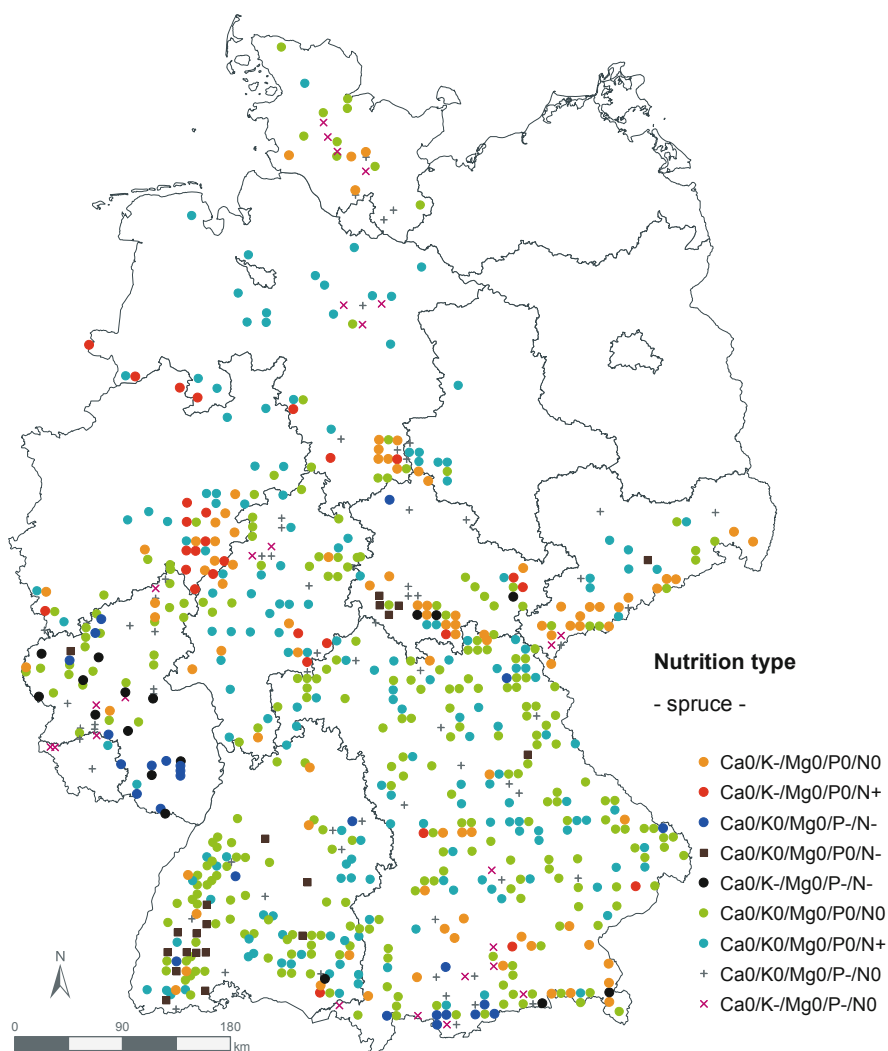 Nutrition type
- spruce -
Ca0/K-/Mg0/P0/N0
Ca0/K-/Mg0/P0/N+
Ca0/K0/Mg0/P-/N-
Ca0/K0/Mg0/P0/N-
Ca0/K-/Mg0/P-/N-
Ca0/K0/Mg0/P0/N0
Ca0/K0/Mg0/P0/N+
Ca0/K0/Mg0/P-/N0
Ca0/K-/Mg0/P-/N0
N
0 90 180
km